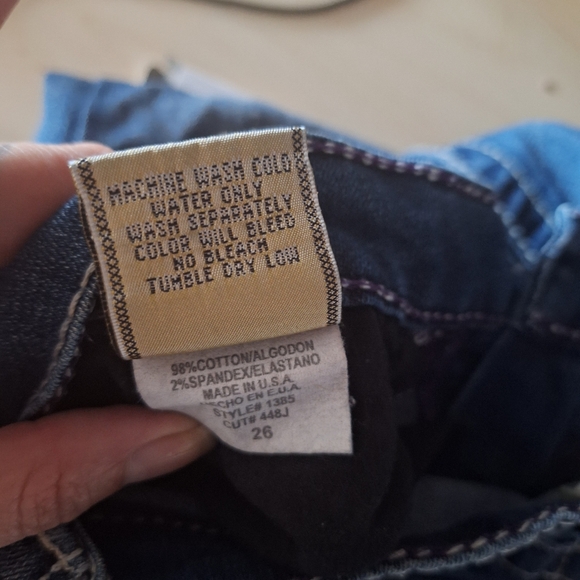 MACHINE WASH COLD
WATER ONLY
WASH SEPARATELY
COLOR WILL BLEED
NO BLEACH
TUMBLE DRY LOW
98%COTTON/ALGODON
2%SPANDEX/ELASTANO
MADE IN U.S.A.
HECHO EN E.U.A.
STYLE# 1385
CUT# 448J
26